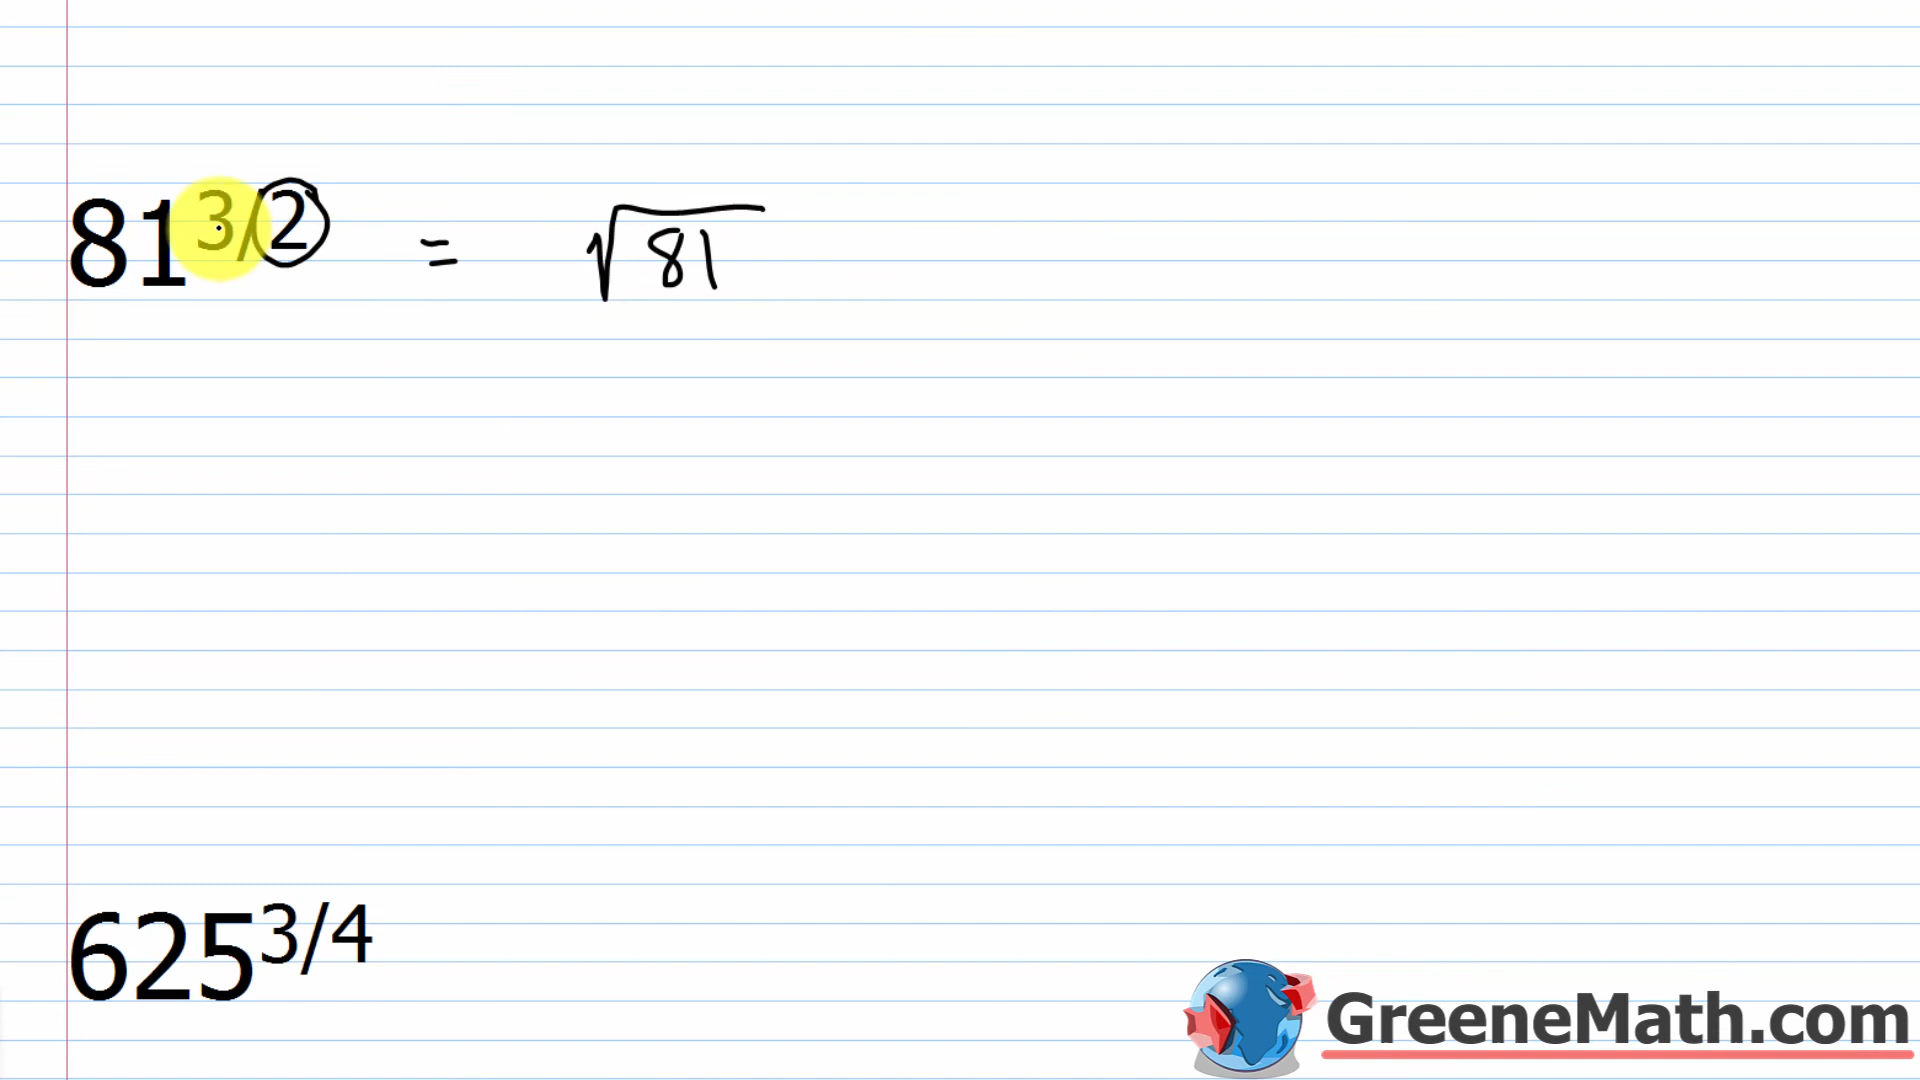 81^{3/2} = √81
625^{3/4}
GreeneMath.com